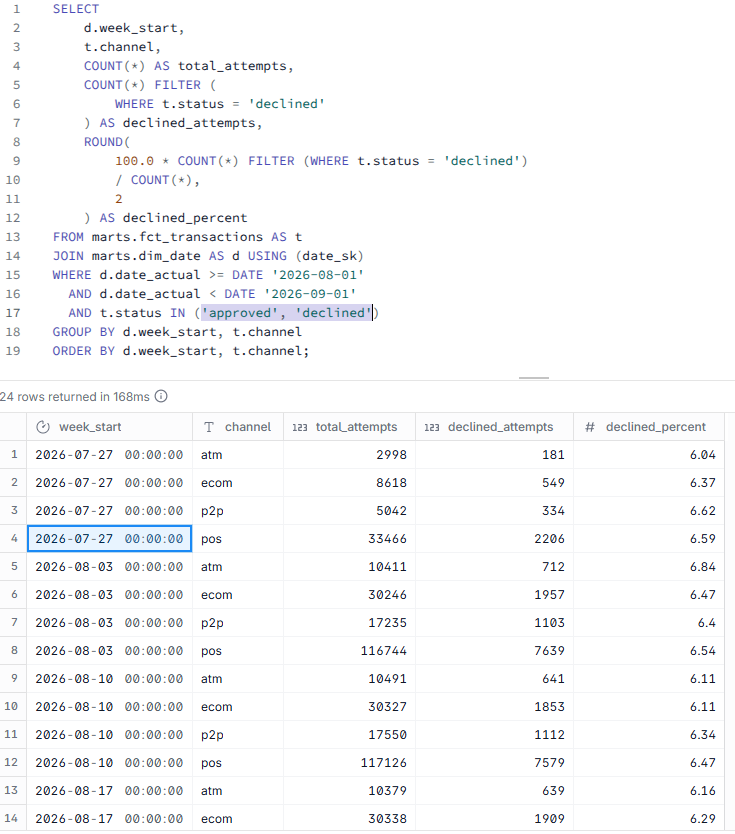 1 SELECT
2 d.week_start,
3 t.channel,
4 COUNT(*) AS total_attempts,
5 COUNT(*) FILTER (
6 WHERE t.status = 'declined'
7 ) AS declined_attempts,
8 ROUND(
9 100.0 * COUNT(*) FILTER (WHERE t.status = 'declined')
10 / COUNT(*),
11 2
12 ) AS declined_percent
13 FROM marts.fct_transactions AS t
14 JOIN marts.dim_date AS d USING (date_sk)
15 WHERE d.date_actual >= DATE '2026-08-01'
16 AND d.date_actual < DATE '2026-09-01'
17 AND t.status IN ('approved', 'declined')
18 GROUP BY d.week_start, t.channel
19 ORDER BY d.week_start, t.channel;
24 rows returned in 168ms
week_start T channel 123 total_attempts 123 declined_attempts # declined_percent
1 2026-07-27 00:00:00 atm 2998 181 6.04
2 2026-07-27 00:00:00 ecom 8618 549 6.37
3 2026-07-27 00:00:00 p2p 5042 334 6.62
4 2026-07-27 00:00:00 pos 33466 2206 6.59
5 2026-08-03 00:00:00 atm 10411 712 6.84
6 2026-08-03 00:00:00 ecom 30246 1957 6.47
7 2026-08-03 00:00:00 p2p 17235 1103 6.4
8 2026-08-03 00:00:00 pos 116744 7639 6.54
9 2026-08-10 00:00:00 atm 10491 641 6.11
10 2026-08-10 00:00:00 ecom 30327 1853 6.11
11 2026-08-10 00:00:00 p2p 17550 1112 6.34
12 2026-08-10 00:00:00 pos 117126 7579 6.47
13 2026-08-17 00:00:00 atm 10379 639 6.16
14 2026-08-17 00:00:00 ecom 30338 1909 6.29